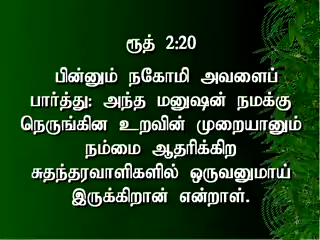 ரூத் 2:20
பின்னும் நகோமி அவளைப்
பார்த்து: அந்த மனுஷன் நமக்கு
நெருங்கின உறவின் முறையானும்
நம்மை ஆதரிக்கிற
சுதந்தரவாளிகளில் ஒருவனுமாய்
இருக்கிறான் என்றாள்.